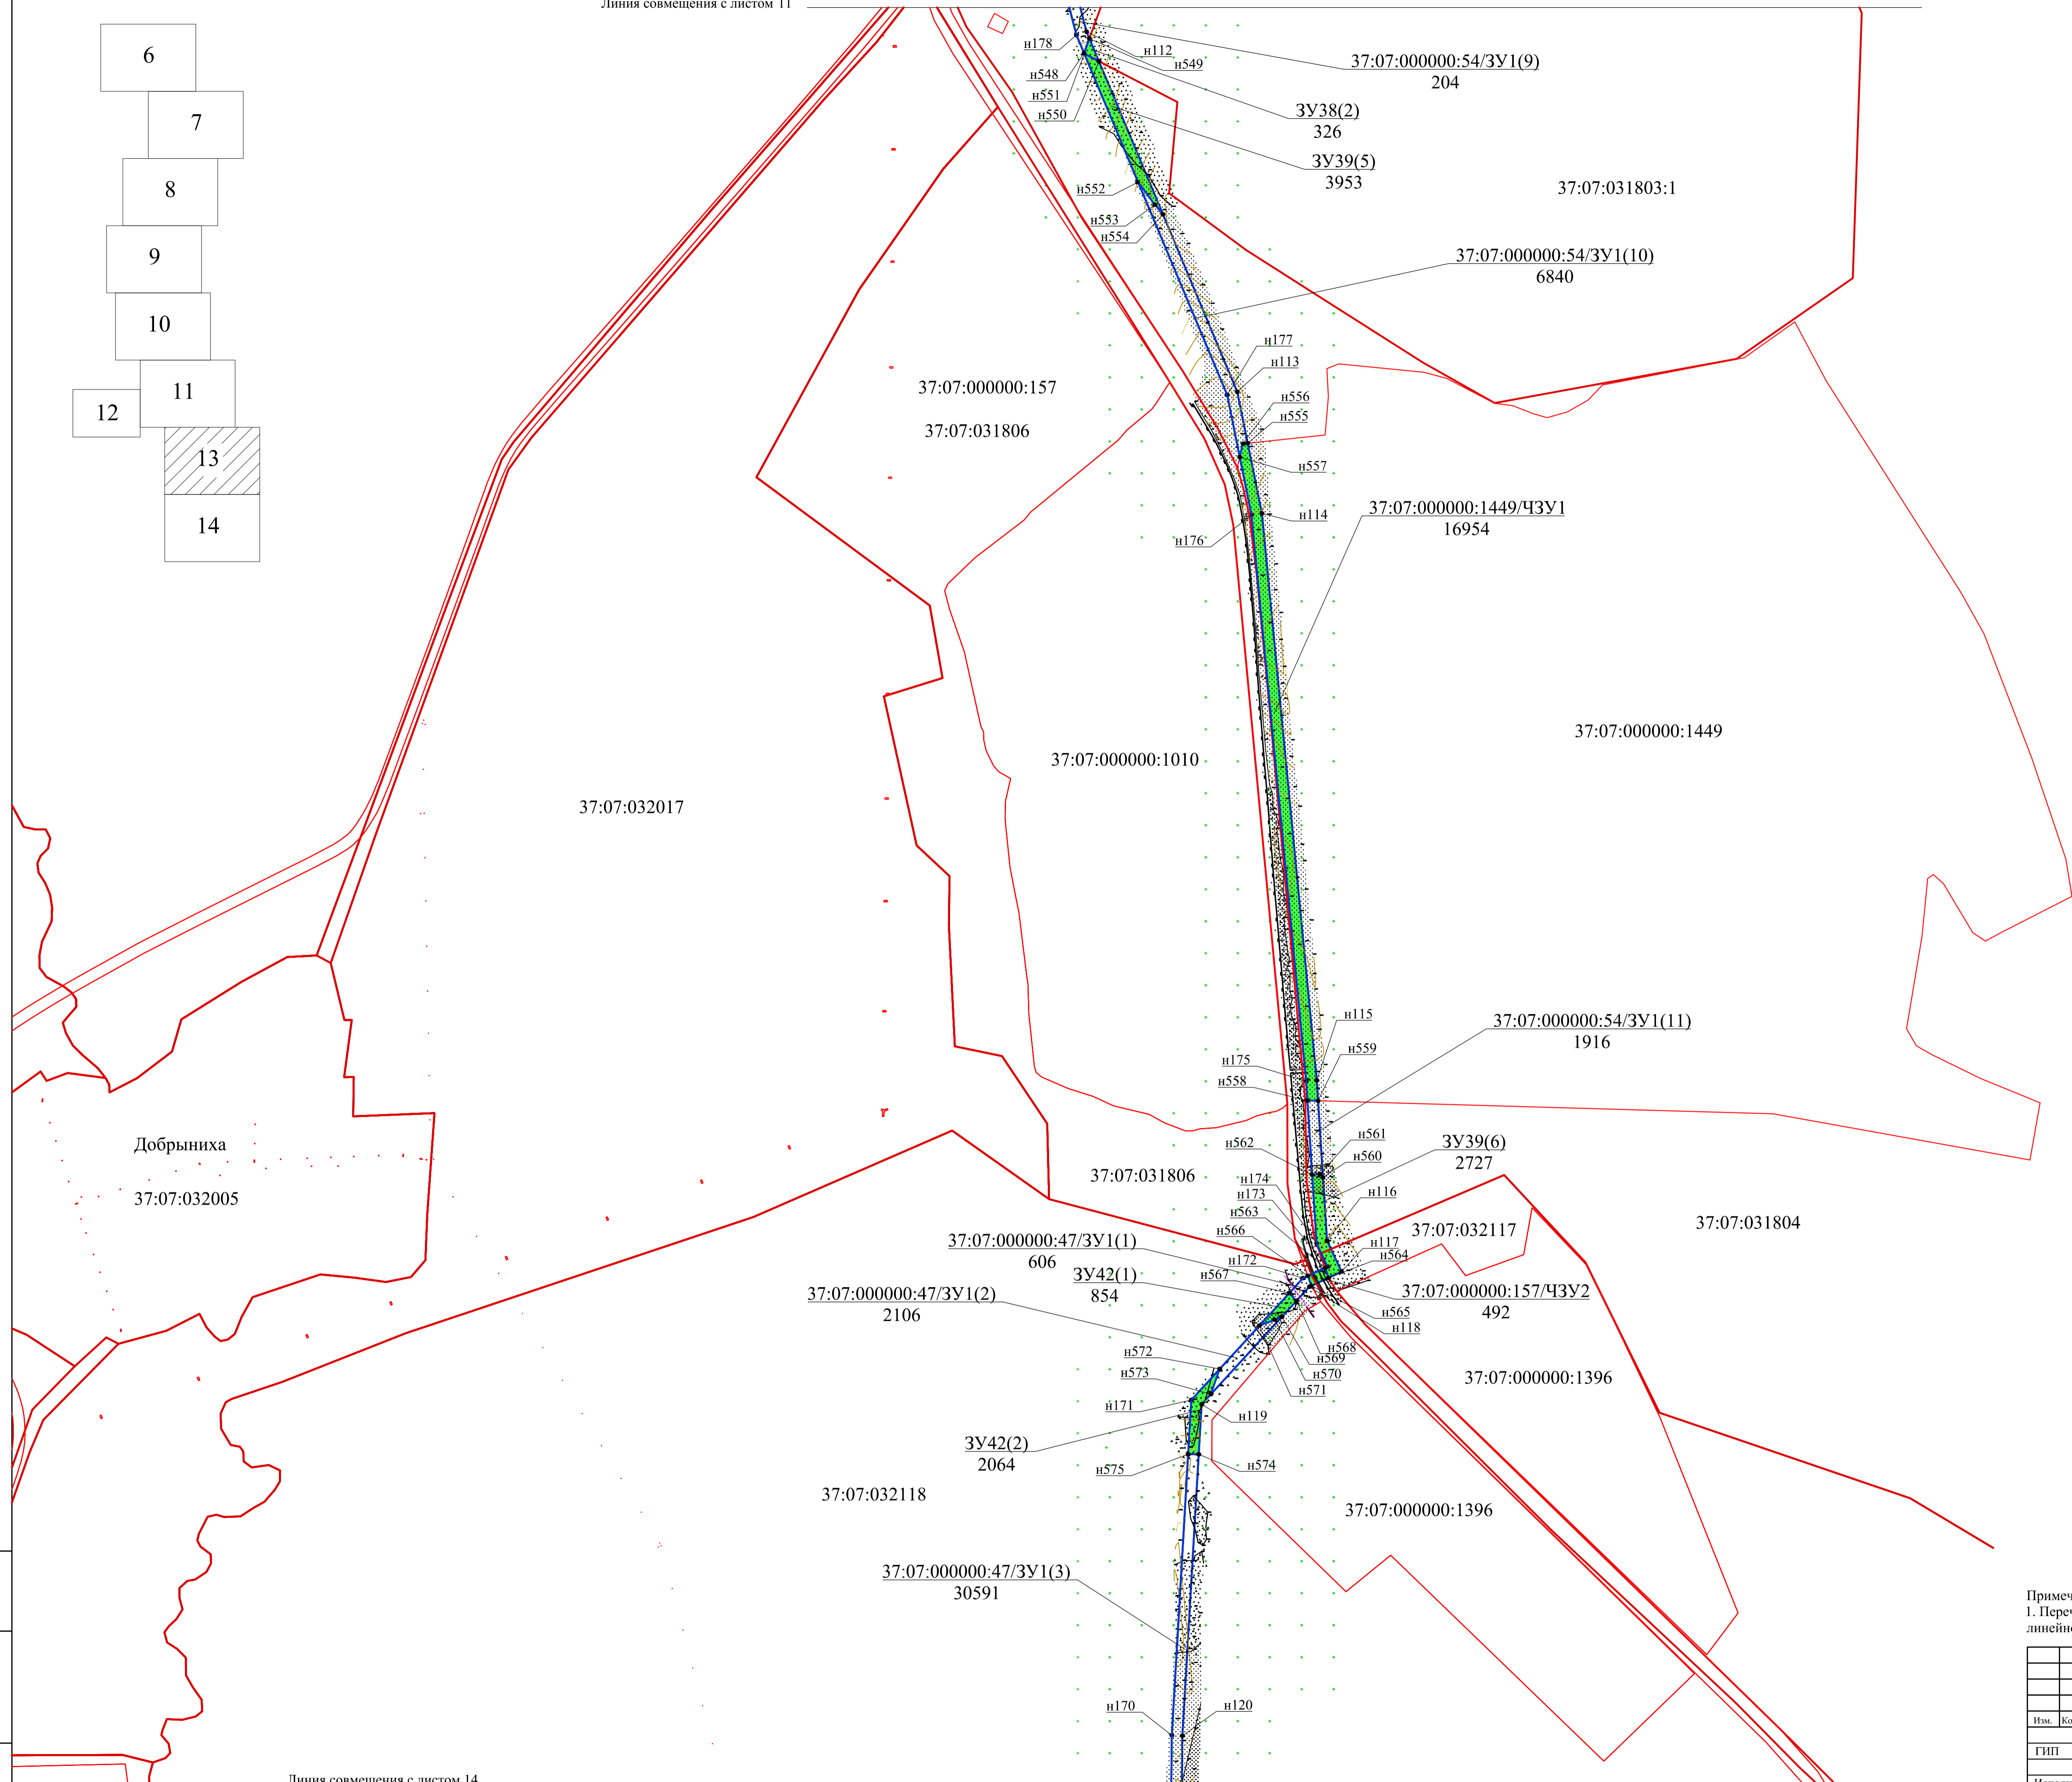 Линия совмещения с листом 11
6
7
8
9
10
11
12
13
14
н178
н112
н549
н548
н551
н550
37:07:000000:54/ЗУ1(9)
204
ЗУ38(2)
326
ЗУ39(5)
3953
37:07:031803:1
н552
н553
н554
37:07:000000:54/ЗУ1(10)
6840
н177
н113
н556
н555
н557
37:07:000000:157
37:07:031806
н114
н176
37:07:000000:1449/ЧЗУ1
16954
37:07:000000:1449
37:07:000000:1010
37:07:032017
н115
н559
н175
н558
37:07:000000:54/ЗУ1(11)
1916
Добрыниха
37:07:032005
н561
н560
н562
ЗУ39(6)
2727
37:07:031806
н174
н173
н563
н566
н116
37:07:032117
37:07:031804
37:07:000000:47/ЗУ1(1)
606
н117
н564
н172
н567
ЗУ42(1)
854
37:07:000000:47/ЗУ1(2)
2106
37:07:000000:157/ЧЗУ2
492
н565
н118
н568
н569
н570
н571
н572
н573
37:07:000000:1396
н171
н119
ЗУ42(2)
2064
н575
н574
37:07:032118
37:07:000000:1396
37:07:000000:47/ЗУ1(3)
30591
н170
н120
1. Переч
линейн
Изм.
ГИП
Линия совмещения с листом 14